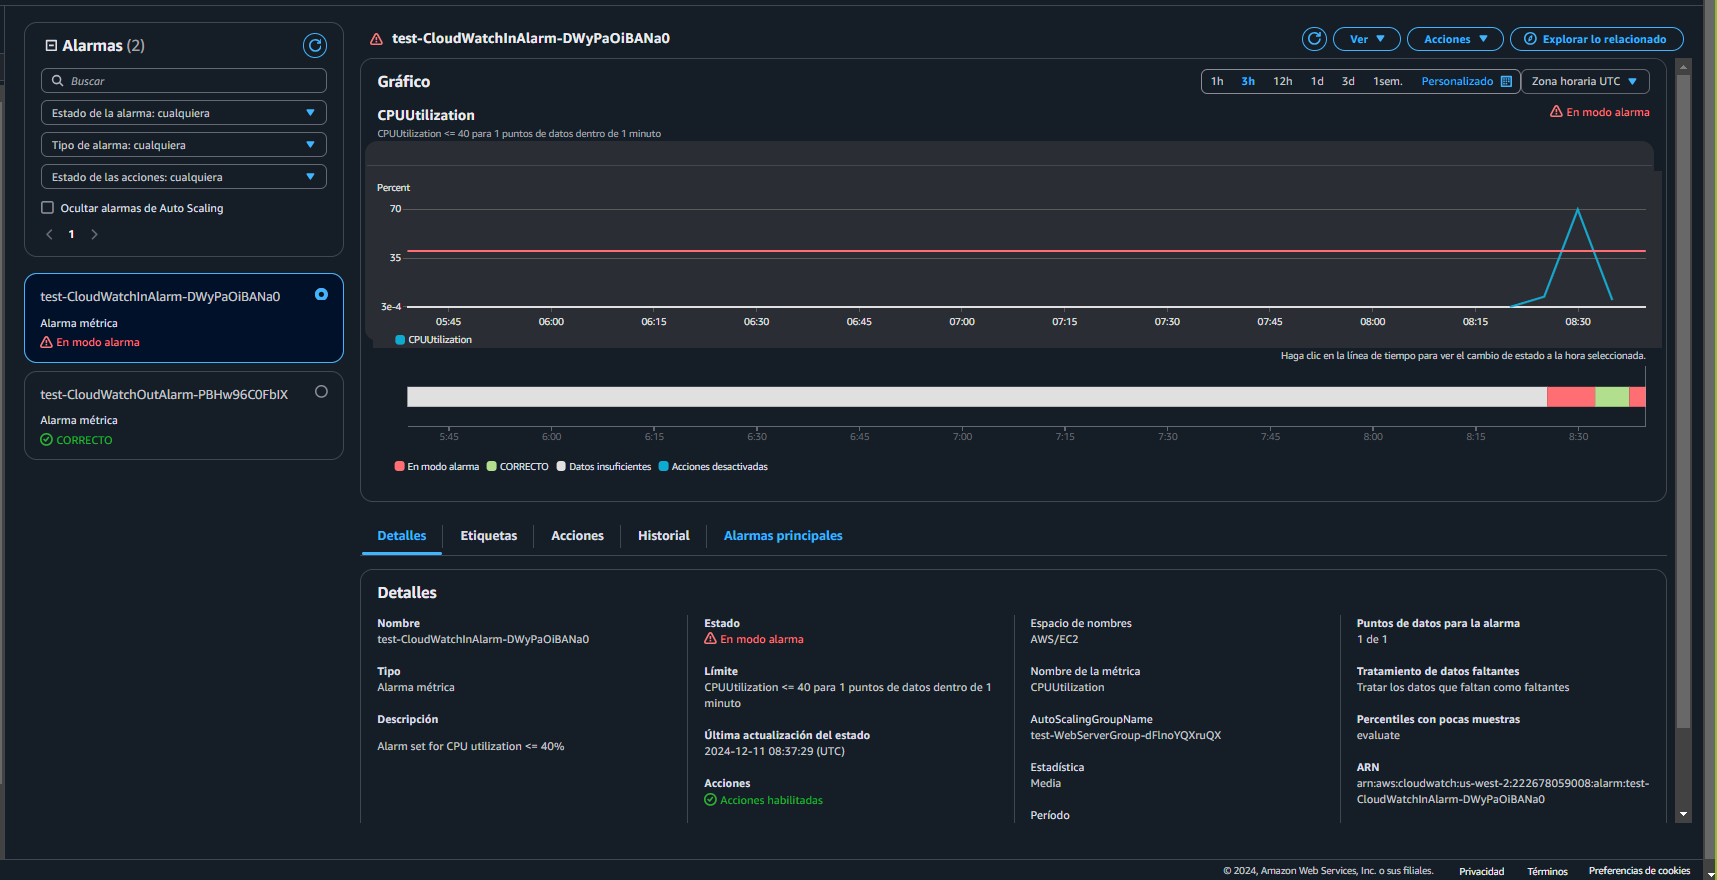 Alarmas (2)
Buscar
Estado de la alarma: cualquiera
Tipo de alarma: cualquiera
Estado de las acciones: cualquiera
Ocultar alarmas de Auto Scaling
1
test-CloudWatchInAlarm-DWyPaOiBANa0
Alarma métrica
En modo alarma
test-CloudWatchOutAlarm-PBHw96C0FbIX
Alarma métrica
CORRECTO
test-CloudWatchInAlarm-DWyPaOiBANa0
Ver
Acciones
Explorar lo relacionado
Gráfico
1h 3h 12h 1d 3d 1sem. Personalizado
Zona horaria UTC
CPUUtilization
En modo alarma
CPUUtilization <= 40 para 1 puntos de datos dentro de 1 minuto
Percent
70
35
3e-4
05:45 06:00 06:15 06:30 06:45 07:00 07:15 07:30 07:45 08:00 08:15 08:30
CPUUtilization
Haga clic en la línea de tiempo para ver el cambio de estado a la hora seleccionada.
5:45 6:00 6:15 6:30 6:45 7:00 7:15 7:30 7:45 8:00 8:15 8:30
En modo alarma CORRECTO Datos insuficientes Acciones desactivadas
Detalles Etiquetas Acciones Historial Alarmas principales
Detalles
Nombre
test-CloudWatchInAlarm-DWyPaOiBANa0
Tipo
Alarma métrica
Descripción
Alarm set for CPU utilization <= 40%
Estado
En modo alarma
Límite
CPUUtilization <= 40 para 1 puntos de datos dentro de 1
minuto
Última actualización del estado
2024-12-11 08:37:29 (UTC)
Acciones
Acciones habilitadas
Espacio de nombres
AWS/EC2
Nombre de la métrica
CPUUtilization
AutoScalingGroupName
test-WebServerGroup-dFlnoYQXruQX
Estadística
Media
Período
Puntos de datos para la alarma
1 de 1
Tratamiento de datos faltantes
Tratar los datos que faltan como faltantes
Percentiles con pocas muestras
evaluate
ARN
arn:aws:cloudwatch:us-west-2:222678059008:alarm:test-
CloudWatchInAlarm-DWyPaOiBANa0
© 2024, Amazon Web Services, Inc. o sus filiales. Privacidad Términos Preferencias de cookies